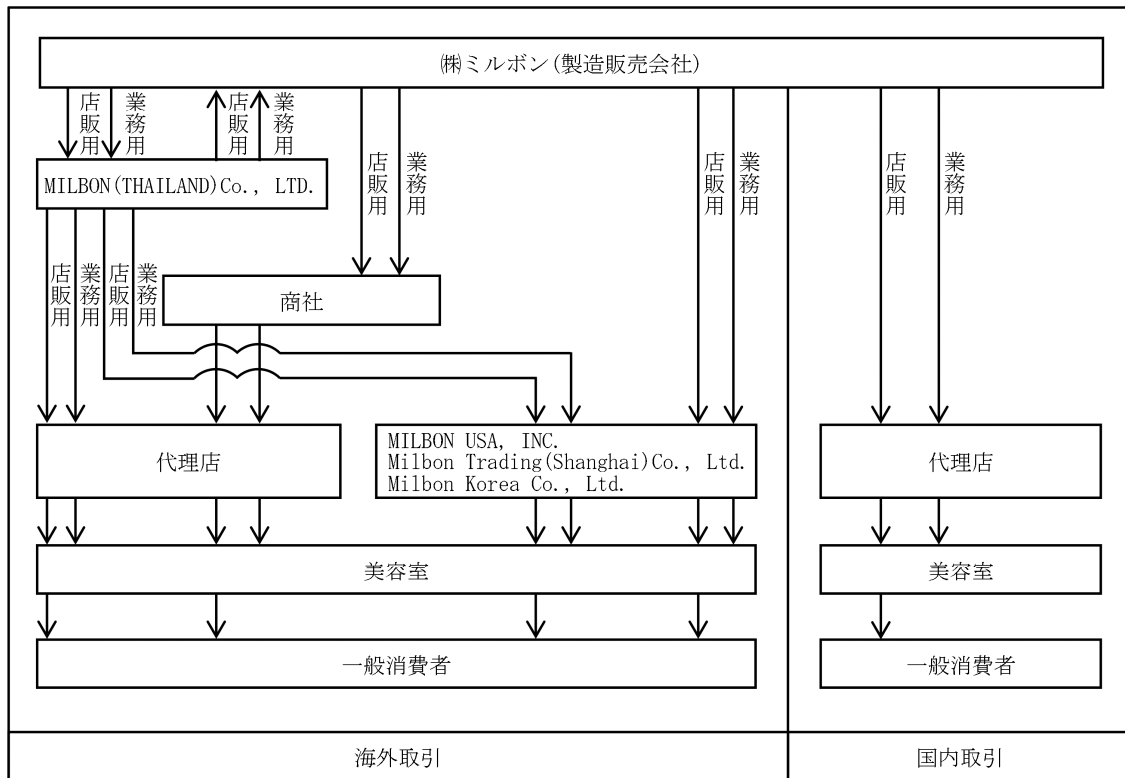 ㈱ミルボン(製造販売会社)
店販用
業務用
店販用
業務用
店販用
業務用
店販用
業務用
店販用
業務用
MILBON(THAILAND)Co., LTD.
店販用
業務用
店販用
業務用
商社
代理店
MILBON USA, INC.
Milbon Trading(Shanghai)Co., Ltd.
Milbon Korea Co., Ltd.
代理店
美容室
美容室
一般消費者
一般消費者
海外取引
国内取引